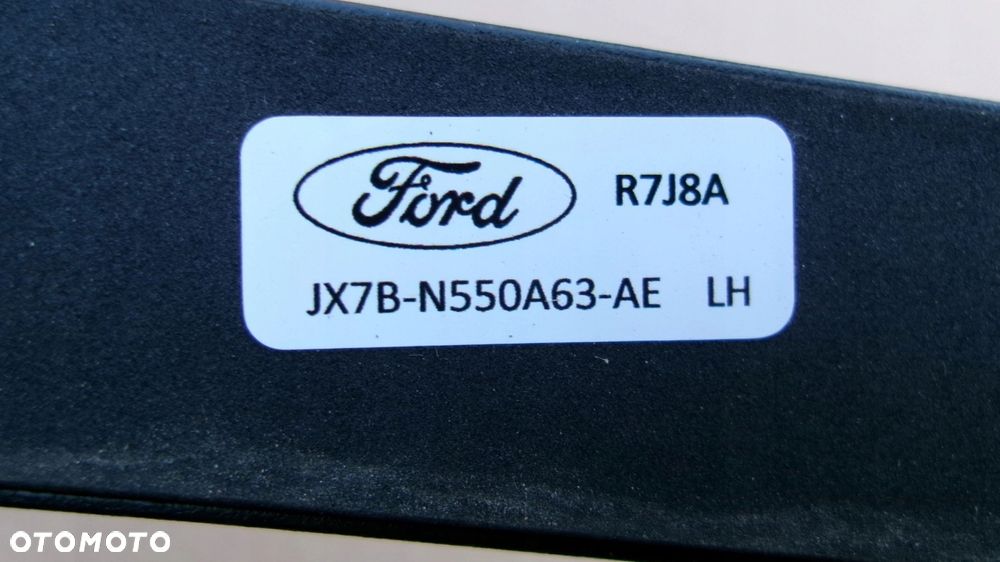 Ford R7J8A
JX7B-N550A63-AE LH
OTOMOTO